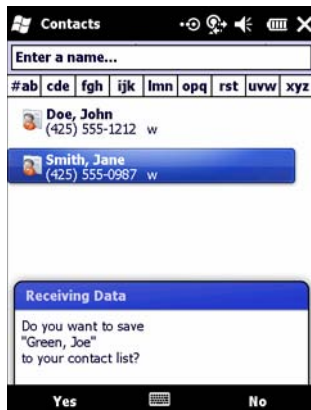 Contacts
Enter a name...
#ab cde fgh ijk lmn opq rst uvw xyz
Doe, John
(425) 555-1212 w
Smith, Jane
(425) 555-0987 w
Receiving Data
Do you want to save
"Green, Joe"
to your contact list?
Yes No